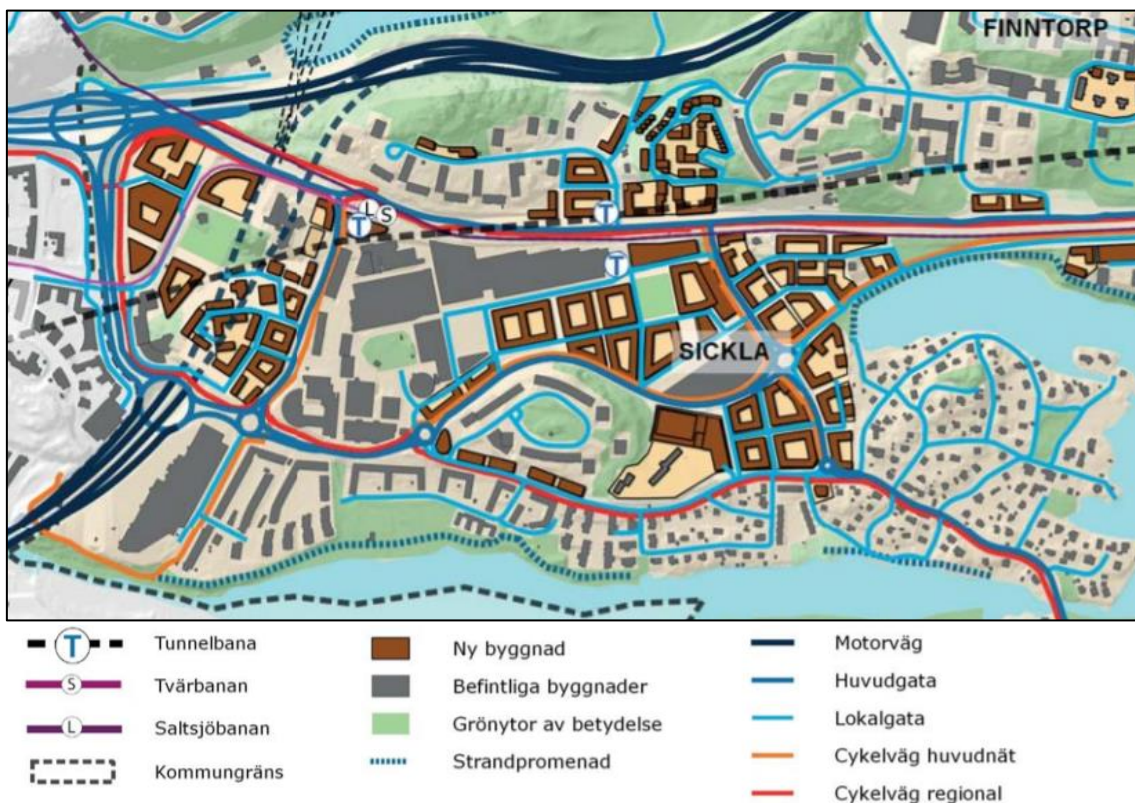 FINNTORP
L
S
T
T
T
SICKLA
T Tunnelbana
S Tvärbanan
L Saltsjöbanan
Kommungräns
Ny byggnad
Befintliga byggnader
Grönytor av betydelse
Strandpromenad
Motorväg
Huvudgata
Lokalgata
Cykelväg huvudnät
Cykelväg regional